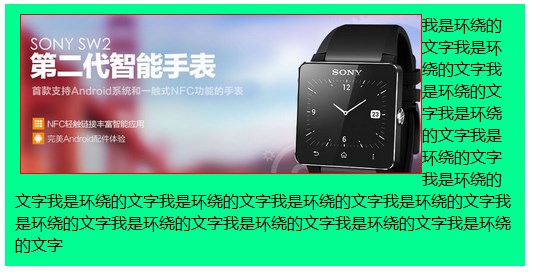 SONY SW2
第二代智能手表
首款支持Android系统和一触式NFC功能的手表
NFC轻触链接丰富智能应用
完美Android配件体验
SONY
12
23
我是环绕的
文字我是环
绕的文字我
是环绕的文
字我是环绕
的文字我是
环绕的文字
我是环绕的
文字我是环绕的文字我是环绕的文字我是环绕的文字我是环绕的文字我
是环绕的文字我是环绕的文字我是环绕的文字我是环绕的文字我是环绕
的文字